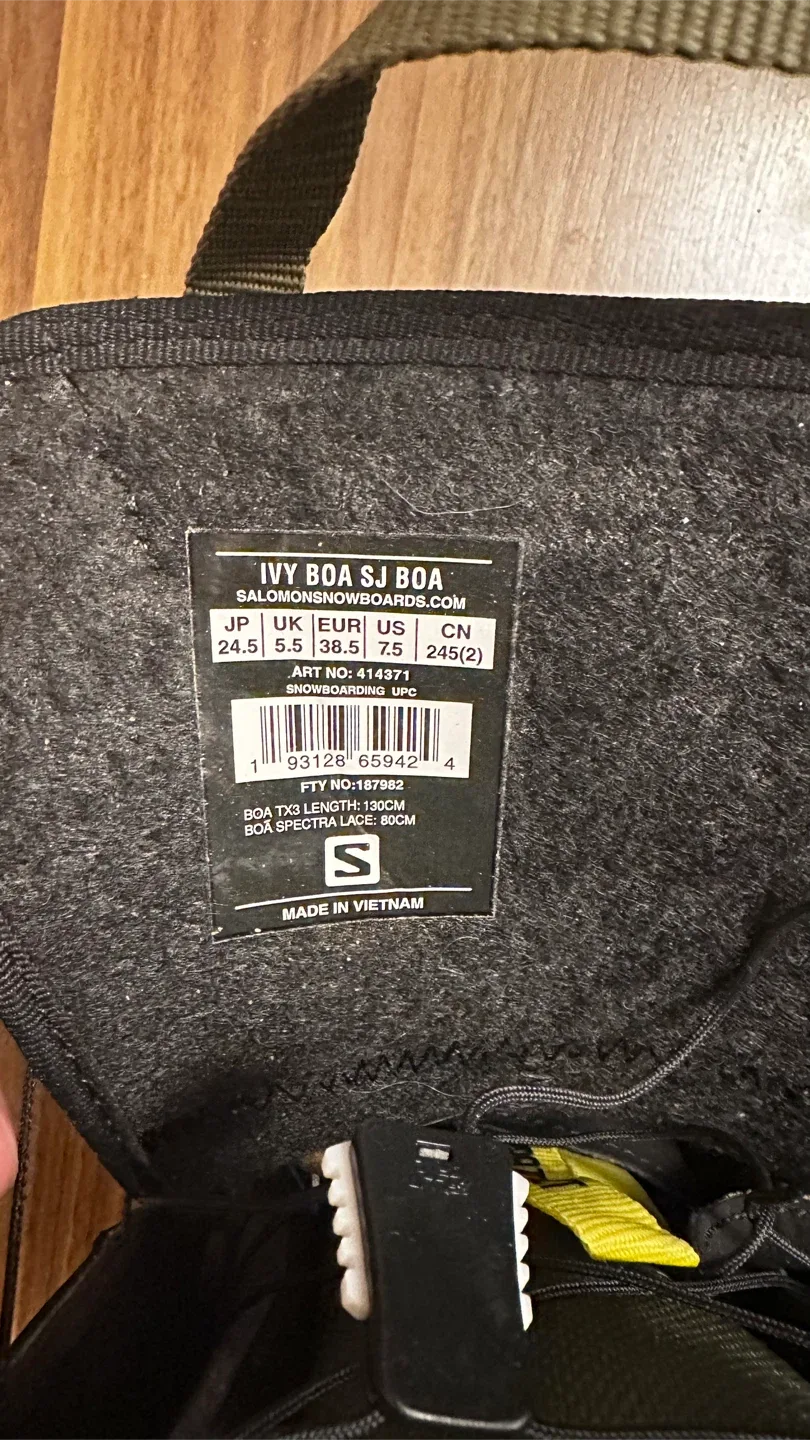 IVY BOA SJ BOA
SALOMONSNOWBOARDS.COM
JP UK EUR US CN
24.5 5.5 38.5 7.5 245(2)
ART NO: 414371
SNOWBOARDING UPC
1 93128 65942 4
FTY NO:187982
BOA TX3 LENGTH: 130CM
BOA SPECTRA LACE: 80CM
S
MADE IN VIETNAM